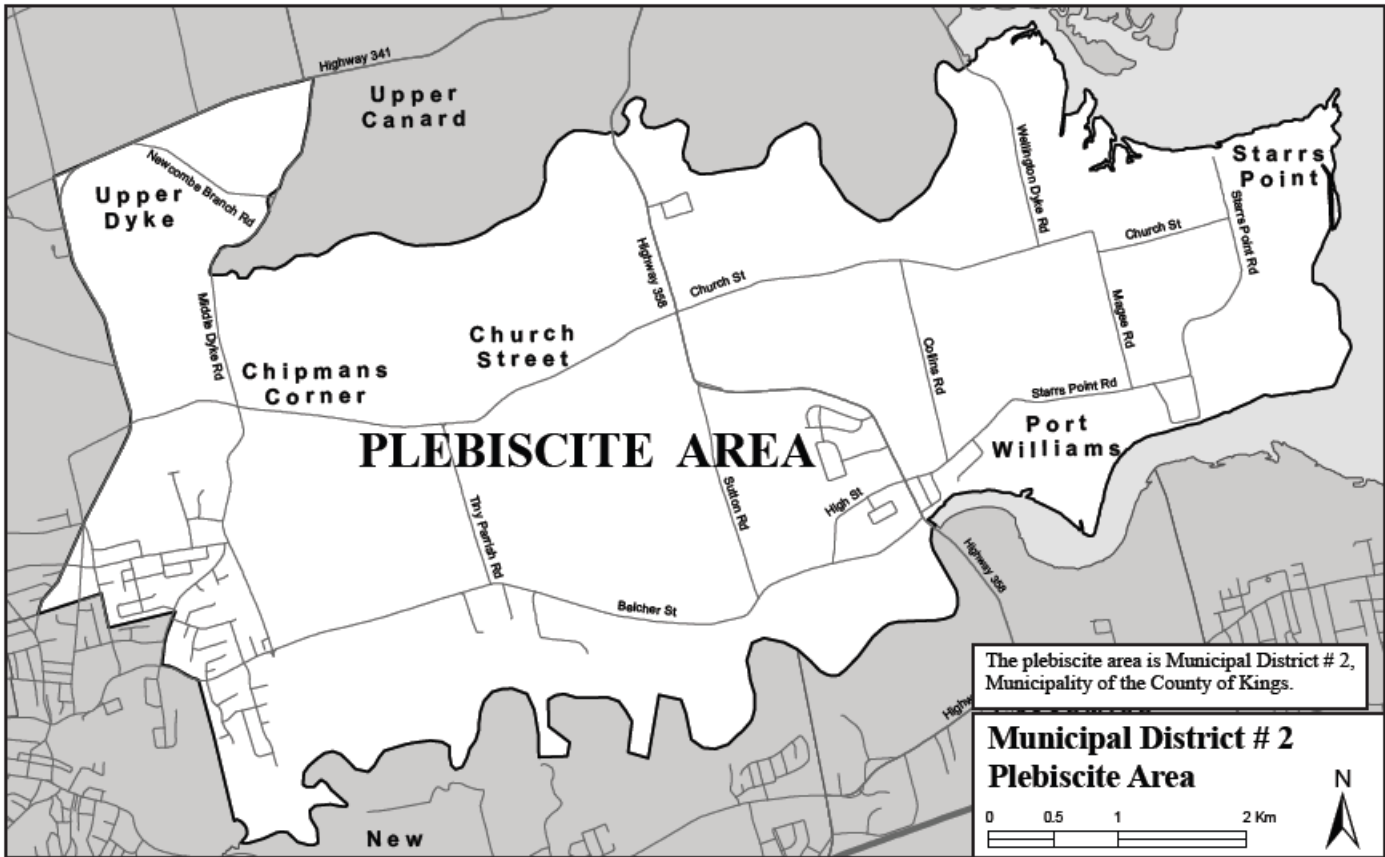 Highway 341
Upper
Canard
Newcombe Branch Rd
Upper
Dyke
Wellington Dyke Rd
Starrs
Point
Starrs Point Rd
Church St
Highway 358
Church St
Middle Dyke Rd
Church
Street
Magee Rd
Collins Rd
Chipmans
Corner
Starrs Point Rd
Port
Williams
PLEBISCITE AREA
Tiny Parrish Rd
Sutton Rd
High St
Highway 358
Belcher St
The plebiscite area is Municipal District # 2,
Municipality of the County of Kings.
Municipal District # 2
Plebiscite Area
N
0 0.5 1 2 Km
New